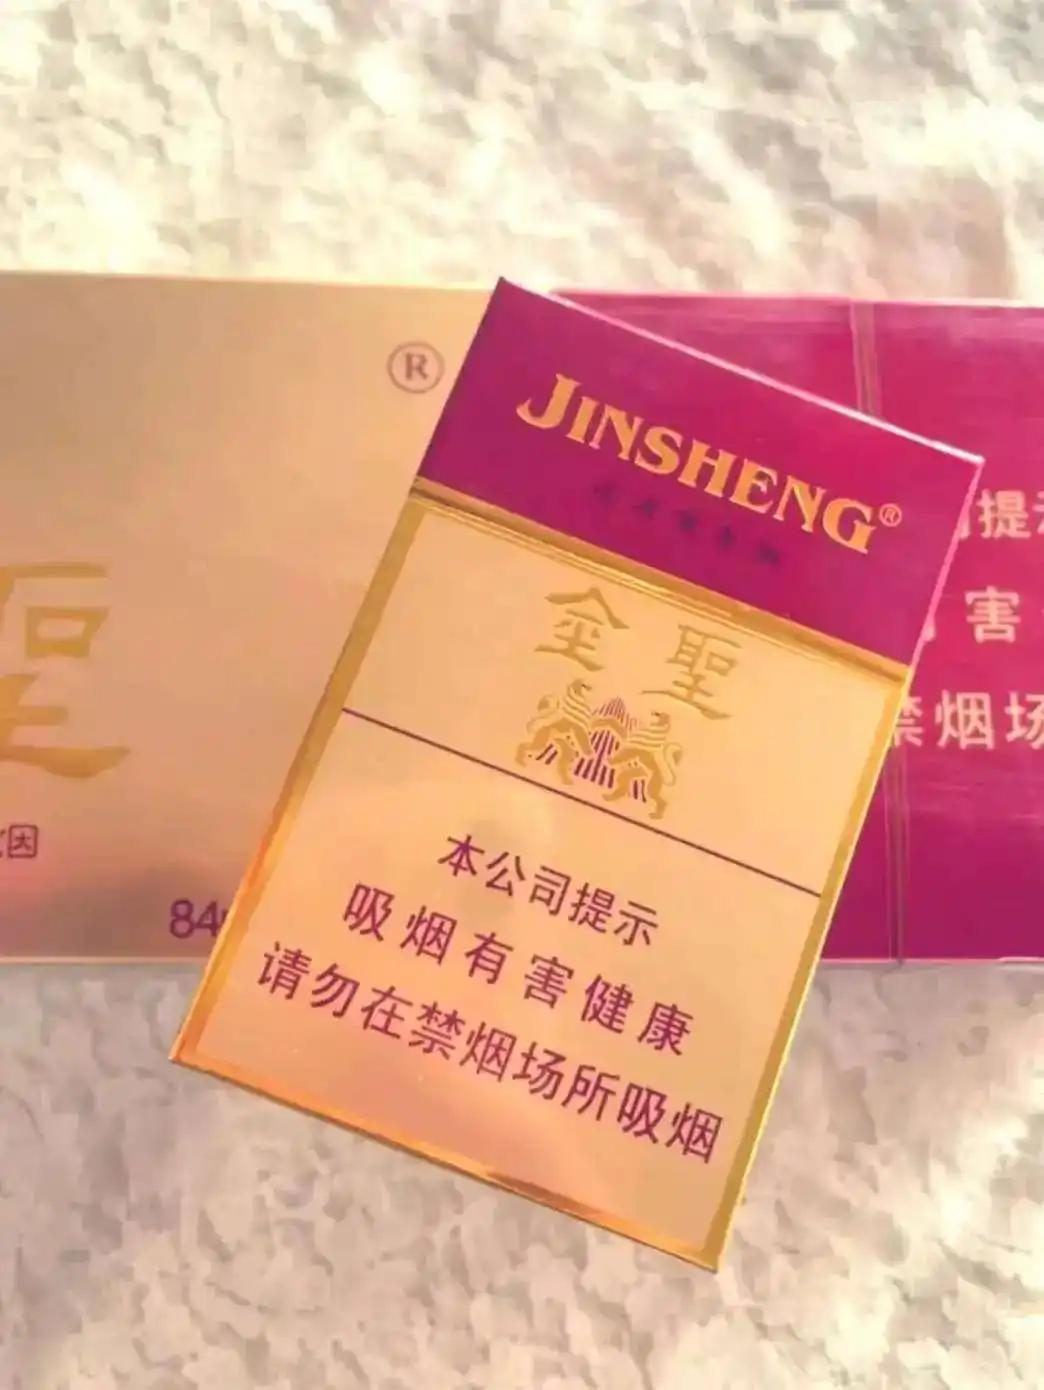 ®
JINSHENG®
金聖
本公司提示
吸烟有害健康
请勿在禁烟场所吸烟
聖
84
提示
害
禁烟场